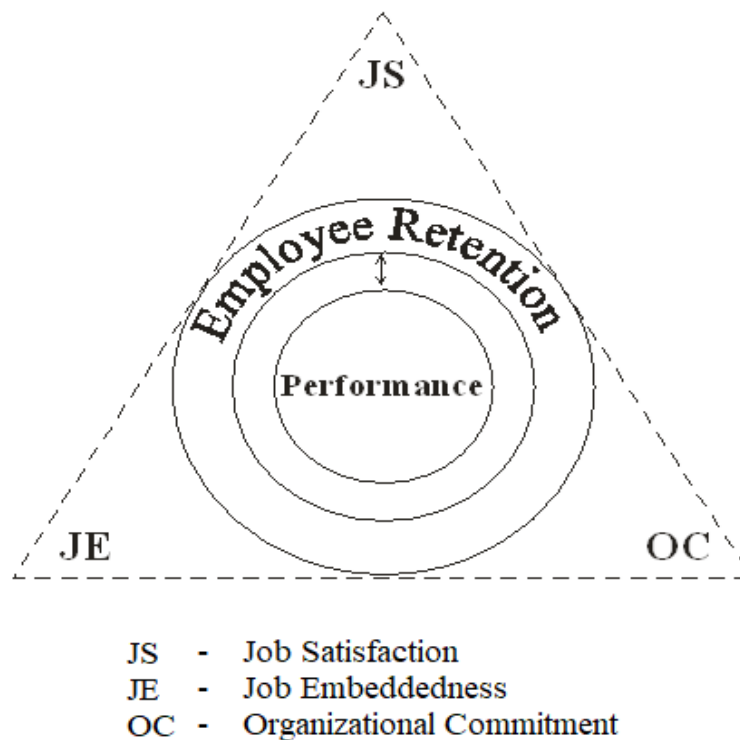 JS
Employee Retention
Performance
JE OC
JS - Job Satisfaction
JE - Job Embeddedness
OC - Organizational Commitment